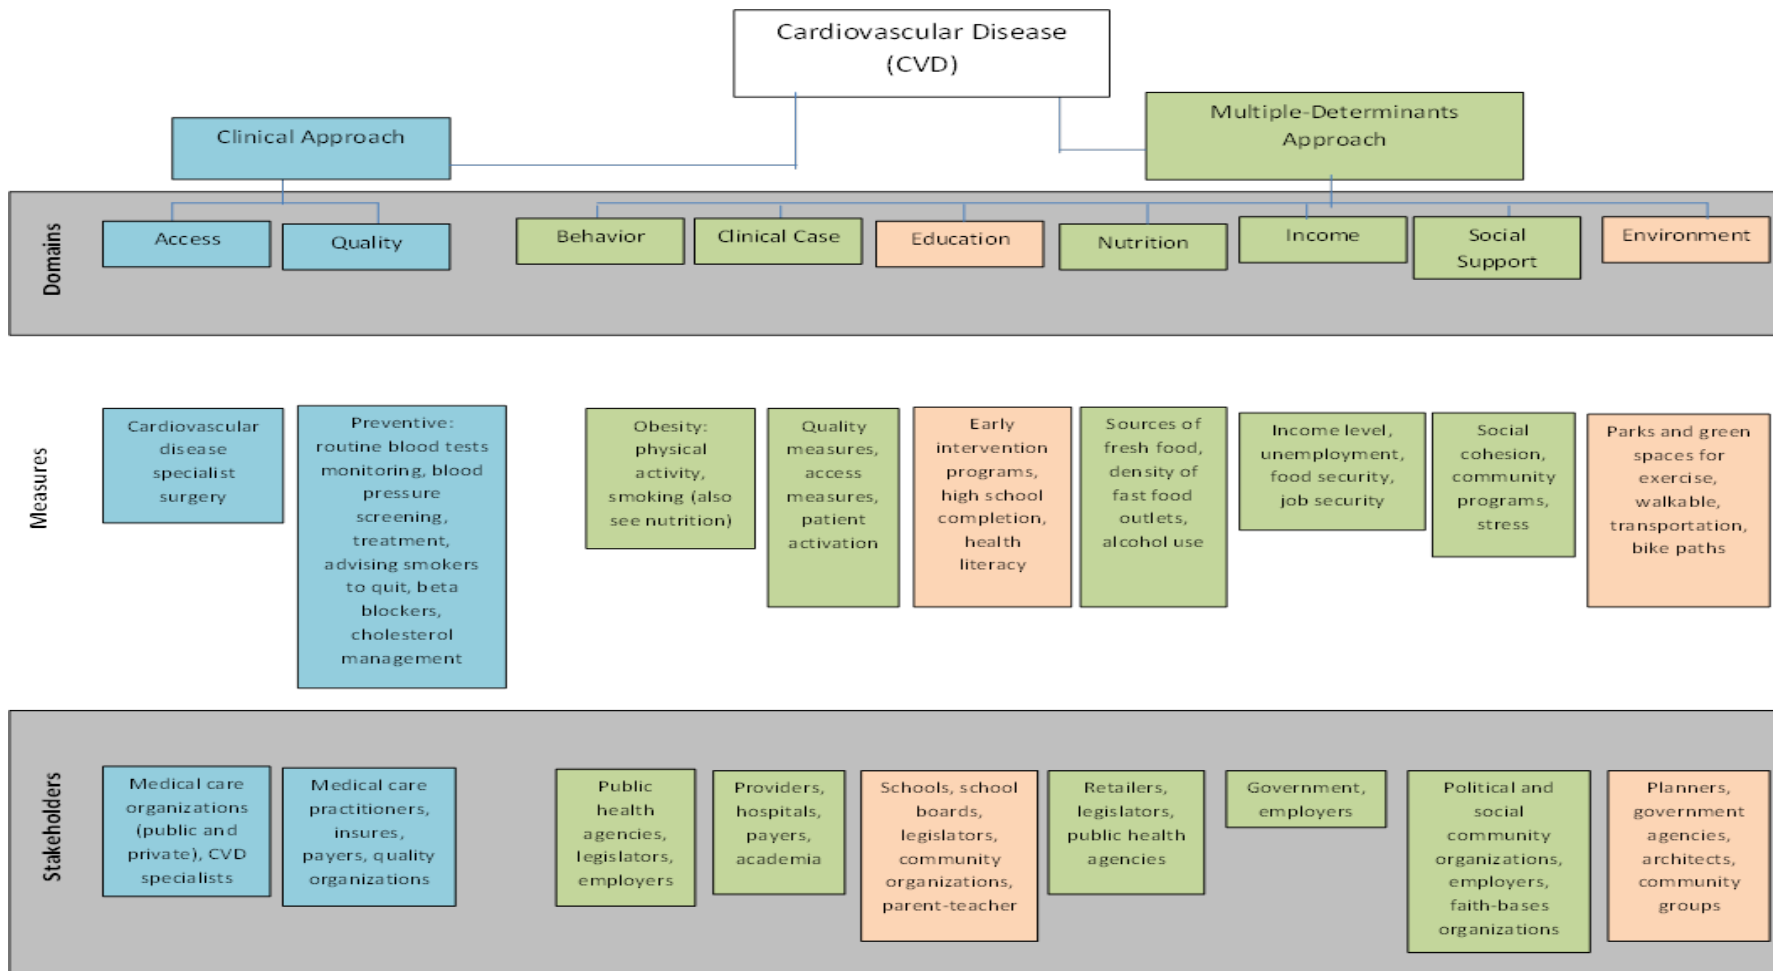 Cardiovascular Disease
(CVD)
Clinical Approach
Multiple-Determinants
Approach
Domains
Access
Quality
Behavior
Clinical Case
Education
Nutrition
Income
Social
Support
Environment
Measures
Cardiovascular
disease
specialist
surgery
Preventive:
routine blood tests
monitoring, blood
pressure
screening,
treatment,
advising smokers
to quit, beta
blockers,
cholesterol
management
Obesity:
physical
activity,
smoking (also
see nutrition)
Quality
measures,
access
measures,
patient
activation
Early
intervention
programs,
high school
completion,
health
literacy
Sources of
fresh food,
density of
fast food
outlets,
alcohol use
Income level,
unemployment,
food security,
job security
Social
cohesion,
community
programs,
stress
Parks and green
spaces for
exercise,
walkable,
transportation,
bike paths
Stakeholders
Medical care
organizations
(public and
private), CVD
specialists
Medical care
practitioners,
insures,
payers, quality
organizations
Public
health
agencies,
legislators,
employers
Providers,
hospitals,
payers,
academia
Schools, school
boards,
legislators,
community
organizations,
parent-teacher
Retailers,
legislators,
public health
agencies
Government,
employers
Political and
social
community
organizations,
employers,
faith-bases
organizations
Planners,
government
agencies,
architects,
community
groups